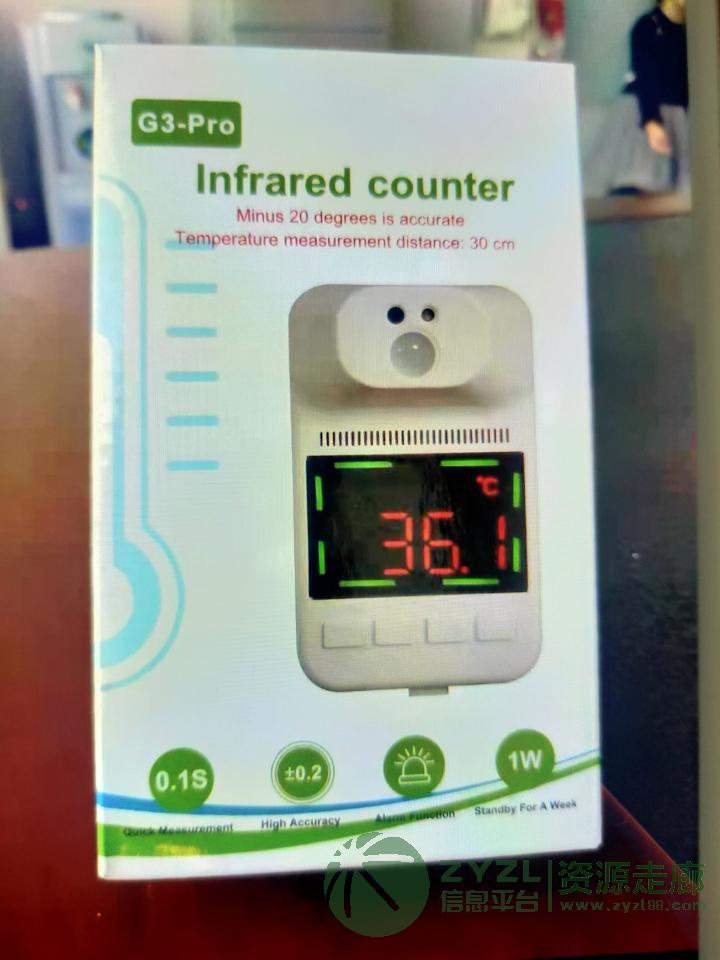 G3-Pro
Infrared counter
Minus 20 degrees is accurate
Temperature measurement distance: 30 cm
℃
36.1
0.1S
±0.2
1W
Quick Measurement
High Accuracy
Alarm Function
Standby For A Week
ZYZL 资源走廊
信息平台 www.zyzl88.com